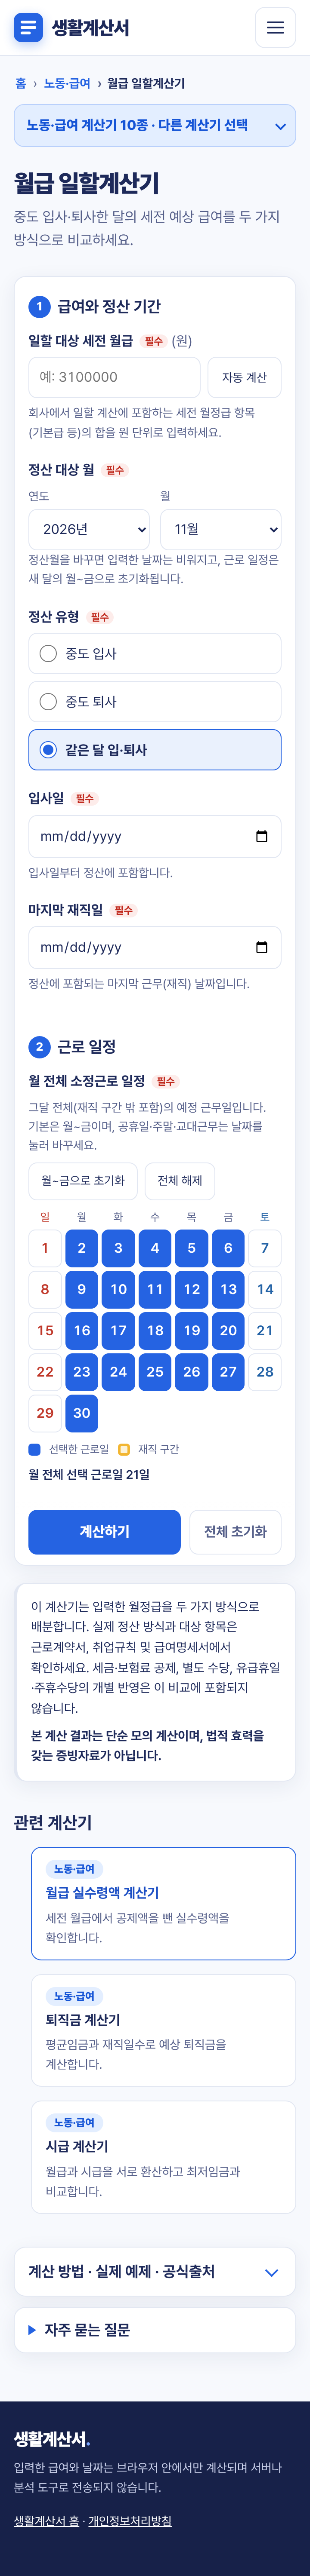 생활계산서
홈 › 노동·급여 › 월급 일할계산기
노동·급여 계산기 10종 · 다른 계산기 선택
월급 일할계산기
중도 입사·퇴사한 달의 세전 예상 급여를 두 가지
방식으로 비교하세요.
1 급여와 정산 기간
일할 대상 세전 월급 필수 (원)
예: 3100000
자동 계산
회사에서 일할 계산에 포함하는 세전 월정급 항목
(기본급 등)의 합을 원 단위로 입력하세요.
정산 대상 월 필수
연도 월
2026년 11월
정산월을 바꾸면 입력한 날짜는 비워지고, 근로 일정은
새 달의 월~금으로 초기화됩니다.
정산 유형 필수
중도 입사
중도 퇴사
같은 달 입·퇴사
입사일 필수
mm/dd/yyyy
입사일부터 정산에 포함합니다.
마지막 재직일 필수
mm/dd/yyyy
정산에 포함되는 마지막 근무(재직) 날짜입니다.
2 근로 일정
월 전체 소정근로 일정 필수
그달 전체(재직 구간 밖 포함)의 예정 근무일입니다.
기본은 월~금이며, 공휴일·주말·교대근무는 날짜를
눌러 바꾸세요.
월~금으로 초기화 전체 해제
일 월 화 수 목 금 토
1 2 3 4 5 6 7
8 9 10 11 12 13 14
15 16 17 18 19 20 21
22 23 24 25 26 27 28
29 30
선택한 근로일 재직 구간
월 전체 선택 근로일 21일
계산하기 전체 초기화
이 계산기는 입력한 월정급을 두 가지 방식으로
배분합니다. 실제 정산 방식과 대상 항목은
근로계약서, 취업규칙 및 급여명세서에서
확인하세요. 세금·보험료 공제, 별도 수당, 유급휴일
·주휴수당의 개별 반영은 이 비교에 포함되지
않습니다.
본 계산 결과는 단순 모의 계산이며, 법적 효력을
갖는 증빙자료가 아닙니다.
관련 계산기
노동·급여
월급 실수령액 계산기
세전 월급에서 공제액을 뺀 실수령액을
확인합니다.
노동·급여
퇴직금 계산기
평균임금과 재직일수로 예상 퇴직금을
계산합니다.
노동·급여
시급 계산기
월급과 시급을 서로 환산하고 최저임금과
비교합니다.
계산 방법 · 실제 예제 · 공식출처
자주 묻는 질문
생활계산서.
입력한 급여와 날짜는 브라우저 안에서만 계산되며 서버나
분석 도구로 전송되지 않습니다.
생활계산서 홈 · 개인정보처리방침